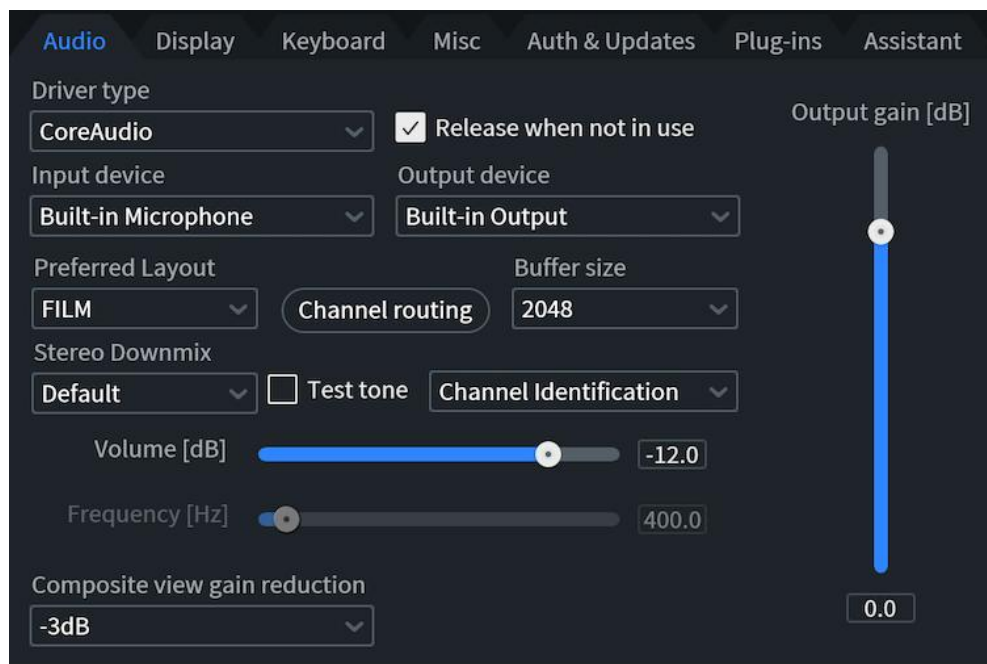 Audio Display Keyboard Misc Auth & Updates Plug-ins Assistant
Driver type
CoreAudio
Release when not in use
Output gain [dB]
Input device
Output device
Built-in Microphone
Built-in Output
Preferred Layout
Buffer size
FILM
Channel routing
2048
Stereo Downmix
Default
Test tone
Channel Identification
Volume [dB]
-12.0
Frequency [Hz]
400.0
Composite view gain reduction
-3dB
0.0